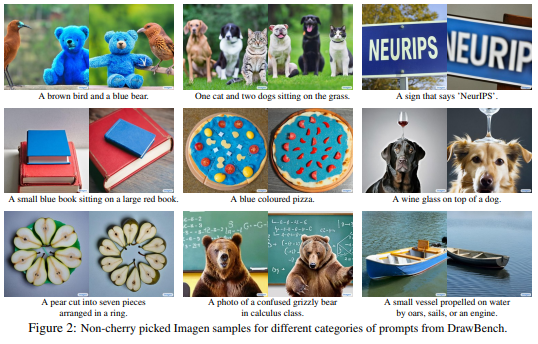 NEURIPS
NEURIPS
A brown bird and a blue bear.
One cat and two dogs sitting on the grass.
A sign that says 'NeurIPS'.
A small blue book sitting on a large red book.
A blue coloured pizza.
A wine glass on top of a dog.
A pear cut into seven pieces
arranged in a ring.
A photo of a confused grizzly bear
in calculus class.
A small vessel propelled on water
by oars, sails, or an engine.
Figure 2: Non-cherry picked Imagen samples for different categories of prompts from DrawBench.